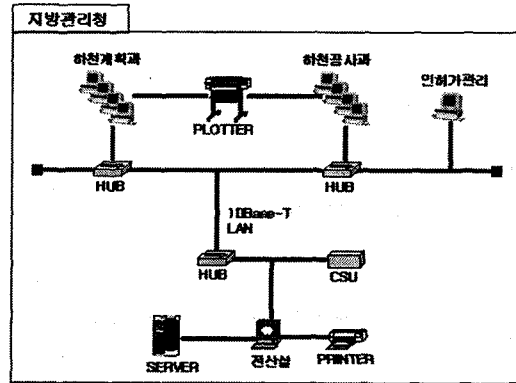 지방관리청
하천계획과
하천공사과
인허가관리
PLOTTER
HUB
HUB
10Base-T
LAN
HUB
CSU
SERVER
전산실
PRINTER